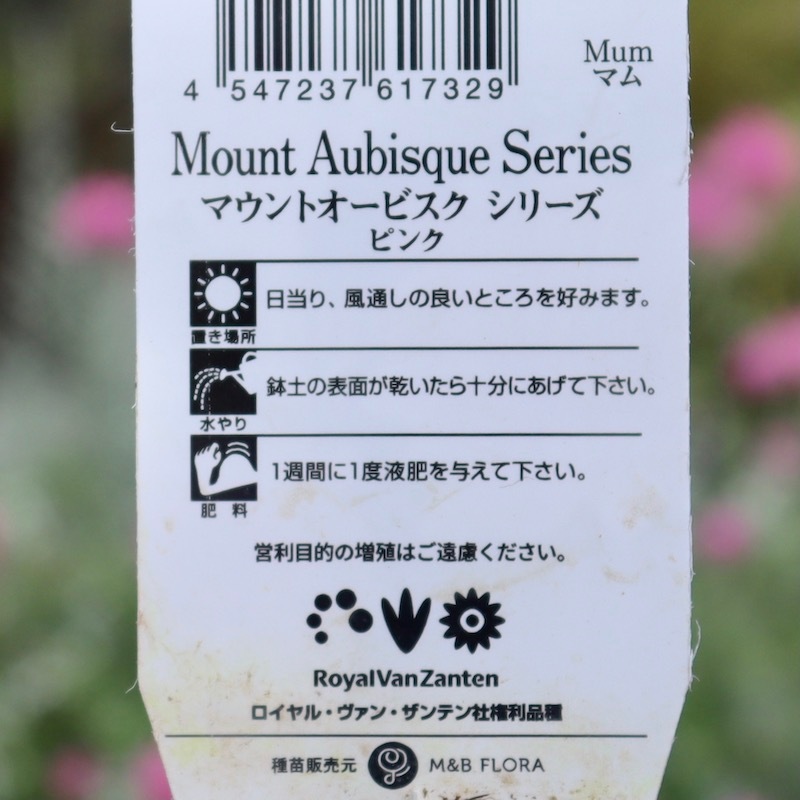 4 547237 617329
Mum
マム
Mount Aubisque Series
マウントオービスク シリーズ
ピンク
日当り、風通しの良いところを好みます。
置き場所
鉢土の表面が乾いたら十分にあげて下さい。
水やり
1週間に1度液肥を与えて下さい。
肥 料
営利目的の増殖はご遠慮ください。
RoyalVanZanten
ロイヤル・ヴァン・ザンテン社権利品種
種苗販売元 M&B FLORA